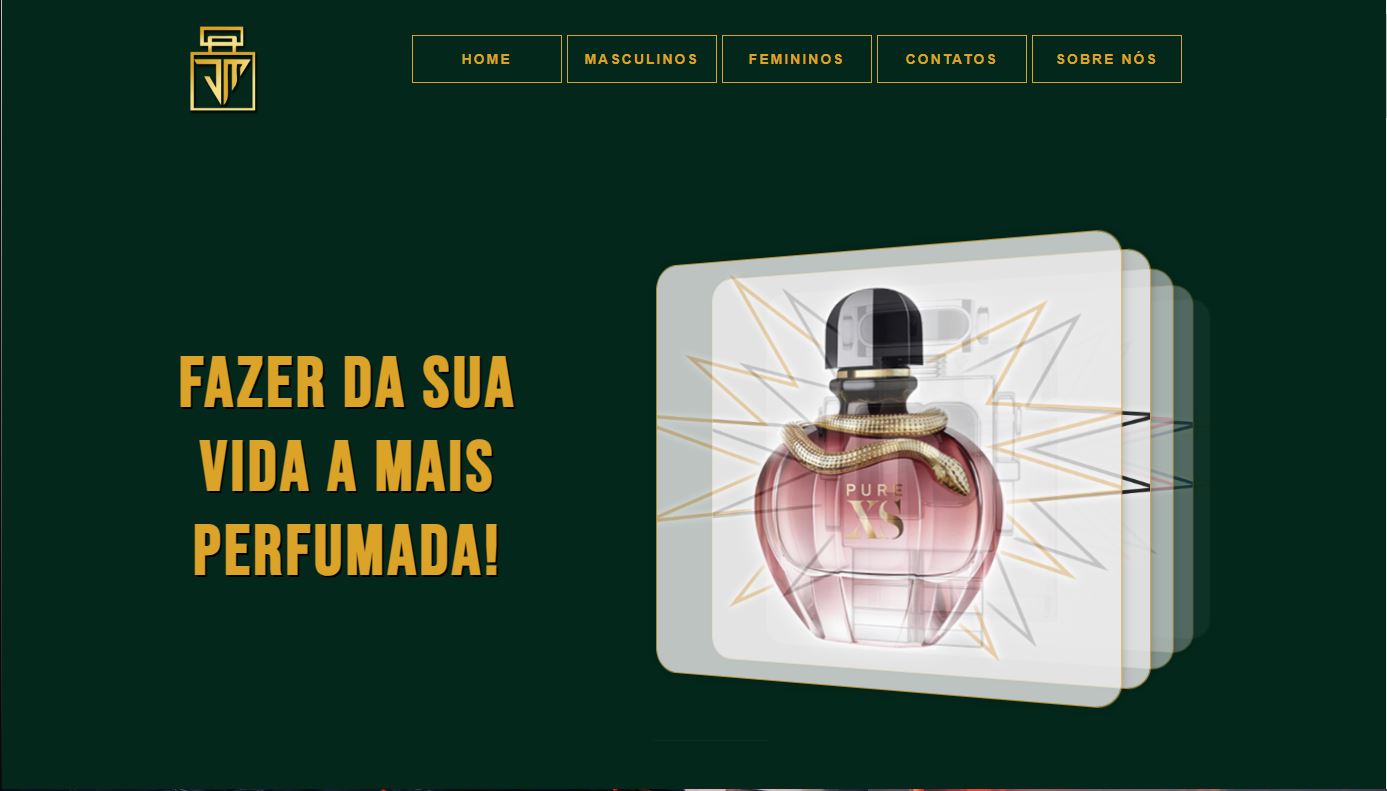 JM
HOME
MASCULINOS
FEMININOS
CONTATOS
SOBRE NÓS
FAZER DA SUA
VIDA A MAIS
PERFUMADA!
PURE
XS